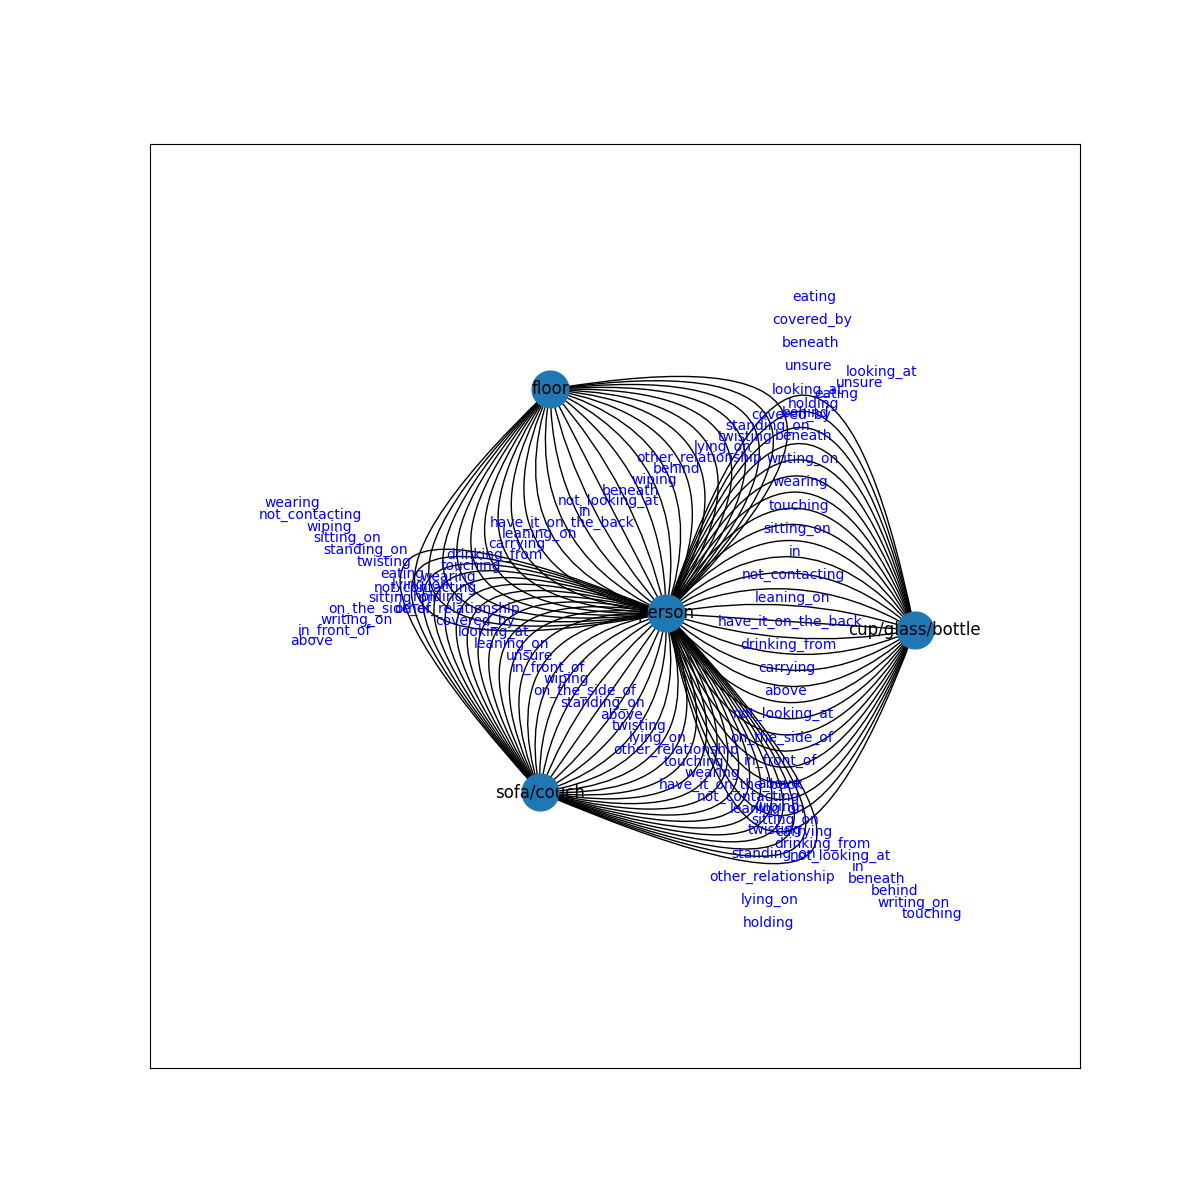 eating
covered_by
beneath
unsure
looking_at
unsure
floor
looking_at
eating
holding
behind
covered_by
standing_on
twisting
beneath
lying_on
other_relationship
writing_on
behind
wiping
wearing
beneath
not_looking_at
wearing
touching
in
not_contacting
have_it_on_the_back
wiping
sitting_on
leaning_on
sitting_on
carrying
standing_on
in
drinking_from
twisting
touching
eating
not_contacting
wearing
lying_on
not_contacting
sitting_on
holding
leaning_on
on_the_side_of
other_relationship
person
writing_on
covered_by
have_it_on_the_back
in_front_of
looking_at
cup/glass/bottle
above
leaning_on
drinking_from
unsure
in_front_of
carrying
wiping
on_the_side_of
above
standing_on
above
not_looking_at
twisting
lying_on
on_the_side_of
other_relationship
touching
in_front_of
wearing
have_it_on_the_back
sofa/couch
not_contacting
wiping
leaning_on
sitting_on
twisting
carrying
drinking_from
standing_on
not_looking_at
in
other_relationship
beneath
behind
lying_on
writing_on
touching
holding